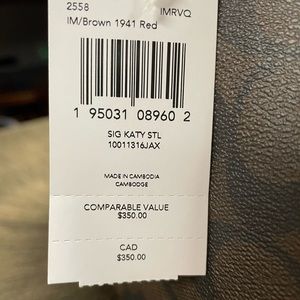 2558 IMRVQ
IM/Brown 1941 Red
1 95031 08960 2
SIG KATY STL
10011316JAX
MADE IN CAMBODIA
CAMBODGE
COMPARABLE VALUE
$350.00
CAD
$350.00